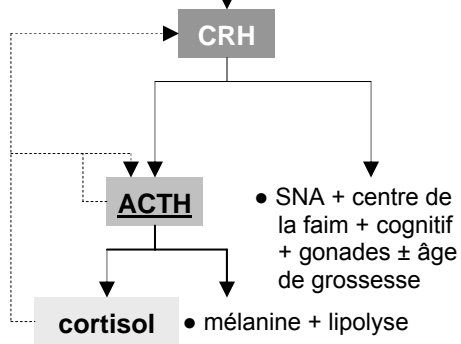 CRH
ACTH
● SNA + centre de
la faim + cognitif
+ gonades ± âge
de grossesse
cortisol
● mélanine + lipolyse